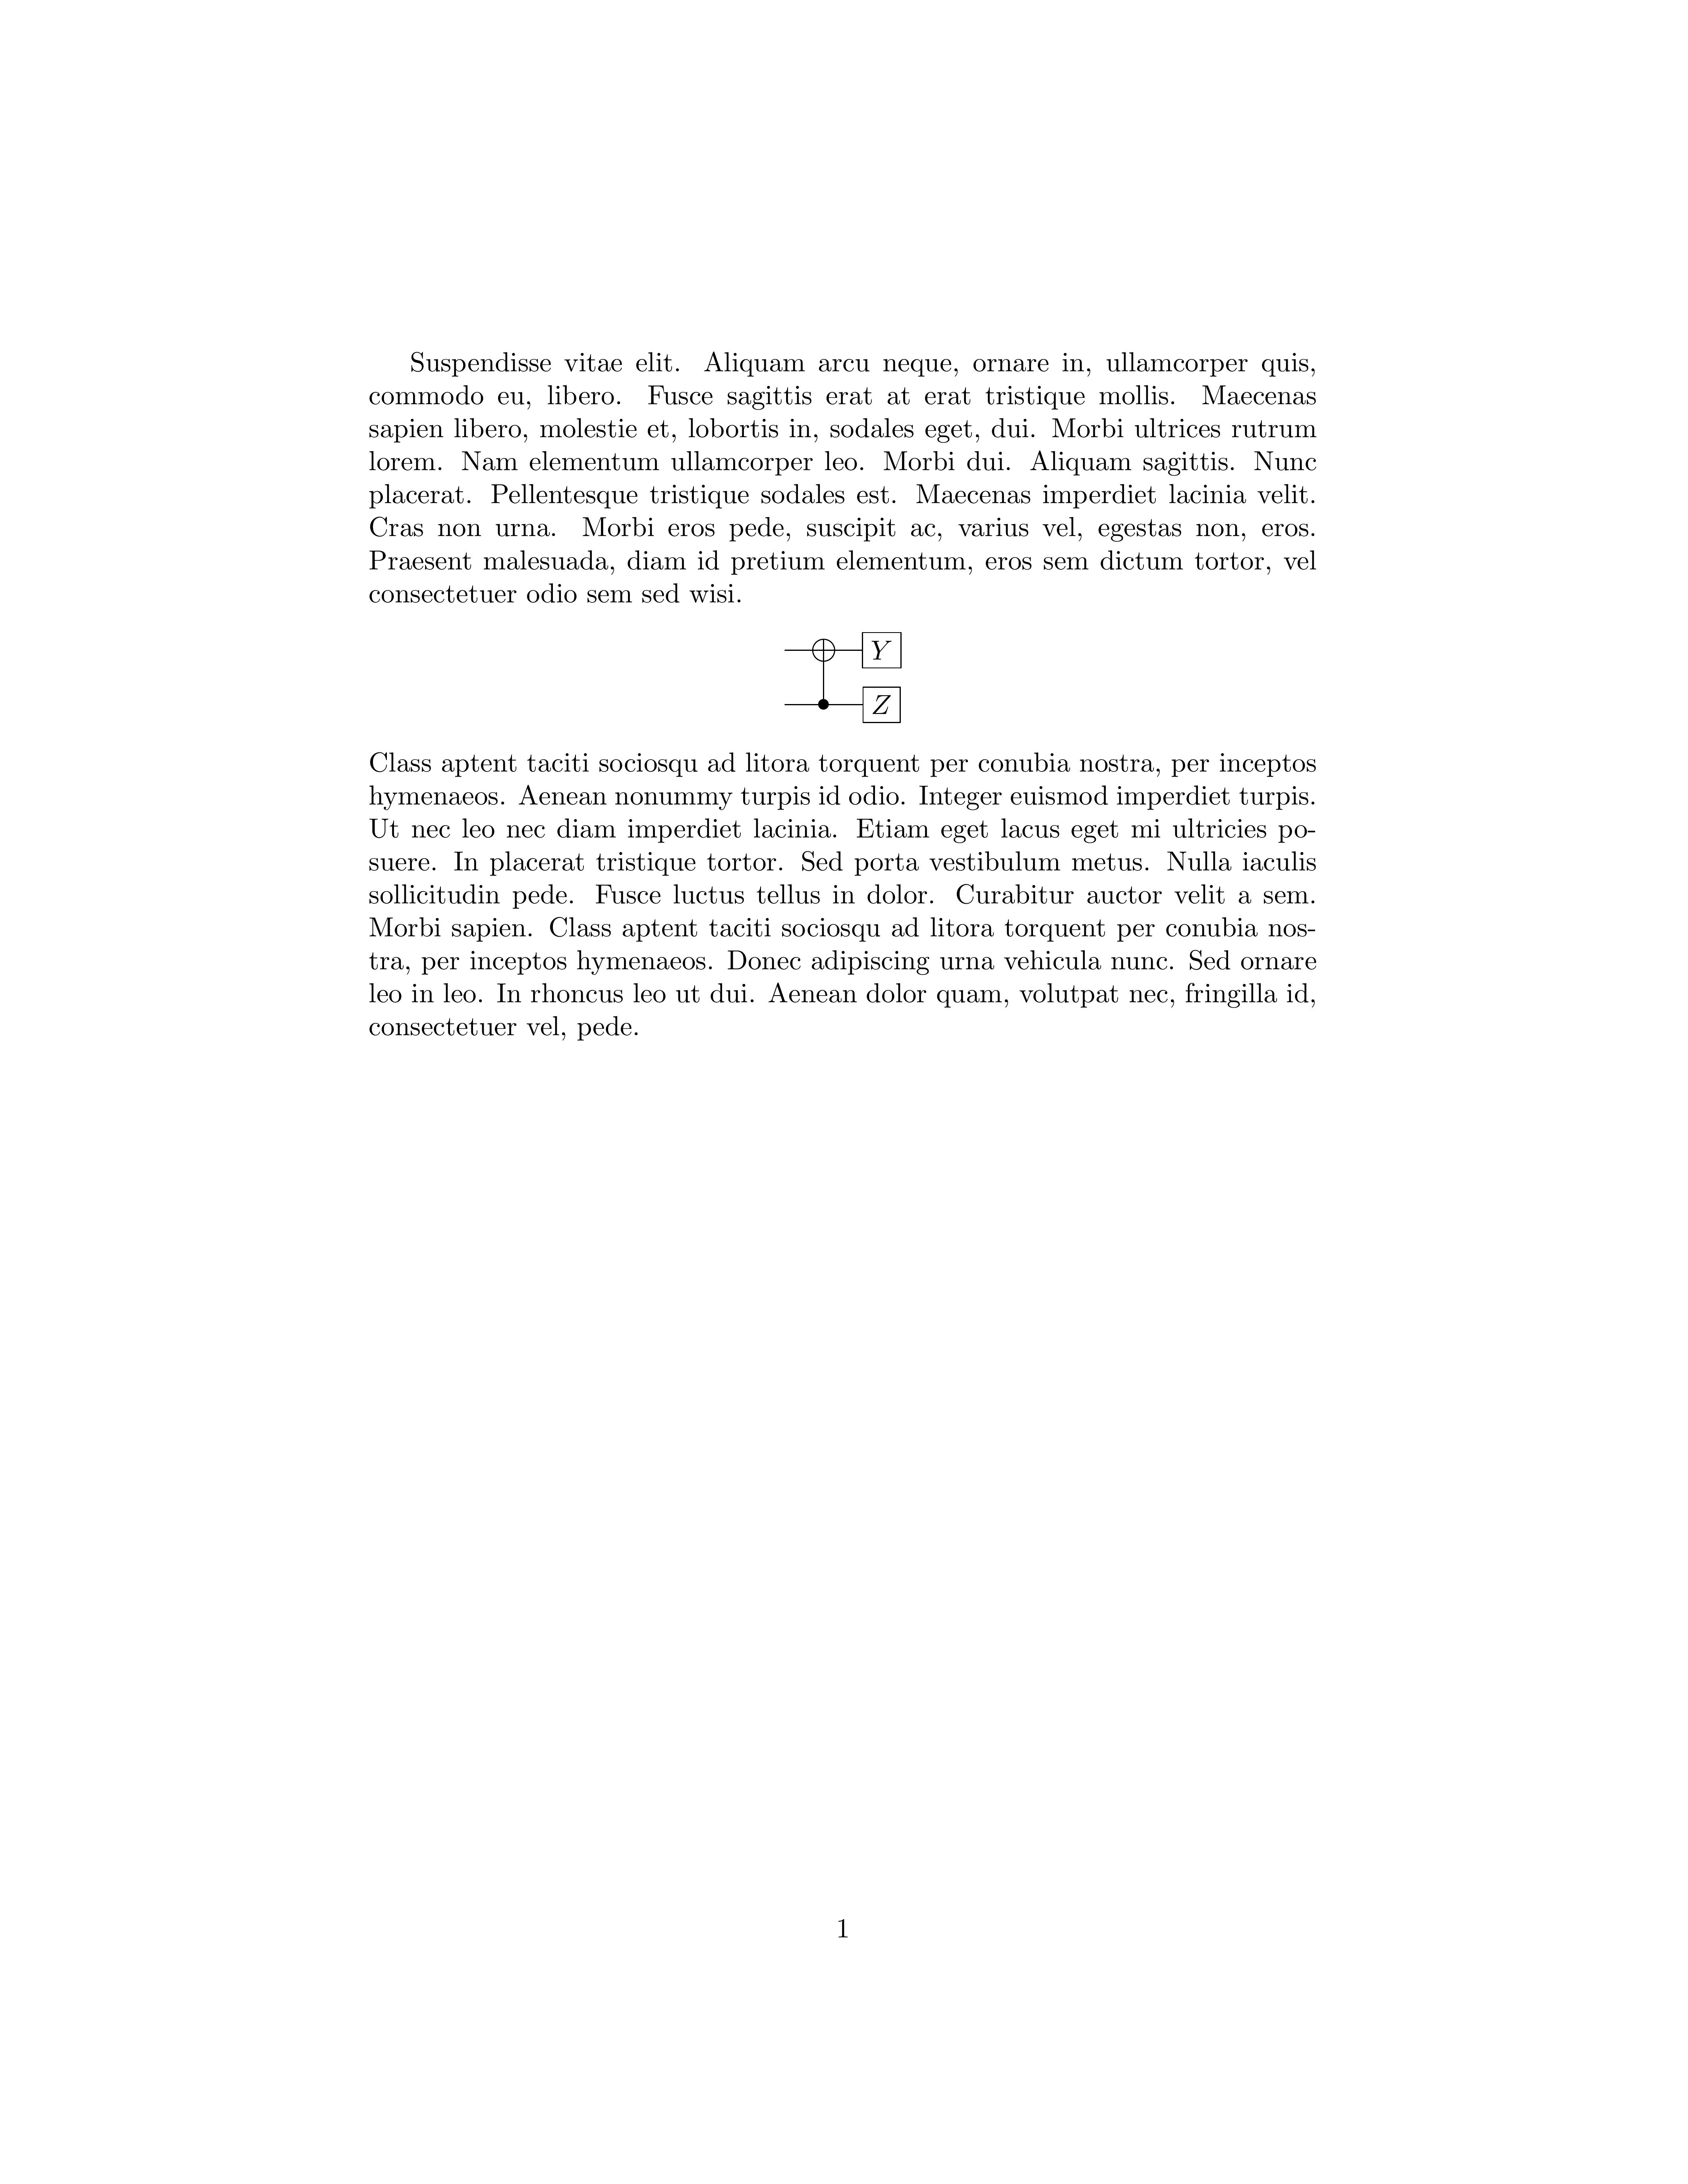 Suspendisse vitae elit. Aliquam arcu neque, ornare in, ullamcorper quis,
commodo eu, libero. Fusce sagittis erat at erat tristique mollis. Maecenas
sapien libero, molestie et, lobortis in, sodales eget, dui. Morbi ultrices rutrum
lorem. Nam elementum ullamcorper leo. Morbi dui. Aliquam sagittis. Nunc
placerat. Pellentesque tristique sodales est. Maecenas imperdiet lacinia velit.
Cras non urna. Morbi eros pede, suscipit ac, varius vel, egestas non, eros.
Praesent malesuada, diam id pretium elementum, eros sem dictum tortor, vel
consectetuer odio sem sed wisi.
Y
Z
Class aptent taciti sociosqu ad litora torquent per conubia nostra, per inceptos
hymenaeos. Aenean nonummy turpis id odio. Integer euismod imperdiet turpis.
Ut nec leo nec diam imperdiet lacinia. Etiam eget lacus eget mi ultricies po-
suere. In placerat tristique tortor. Sed porta vestibulum metus. Nulla iaculis
sollicitudin pede. Fusce luctus tellus in dolor. Curabitur auctor velit a sem.
Morbi sapien. Class aptent taciti sociosqu ad litora torquent per conubia nos-
tra, per inceptos hymenaeos. Donec adipiscing urna vehicula nunc. Sed ornare
leo in leo. In rhoncus leo ut dui. Aenean dolor quam, volutpat nec, fringilla id,
consectetuer vel, pede.
1